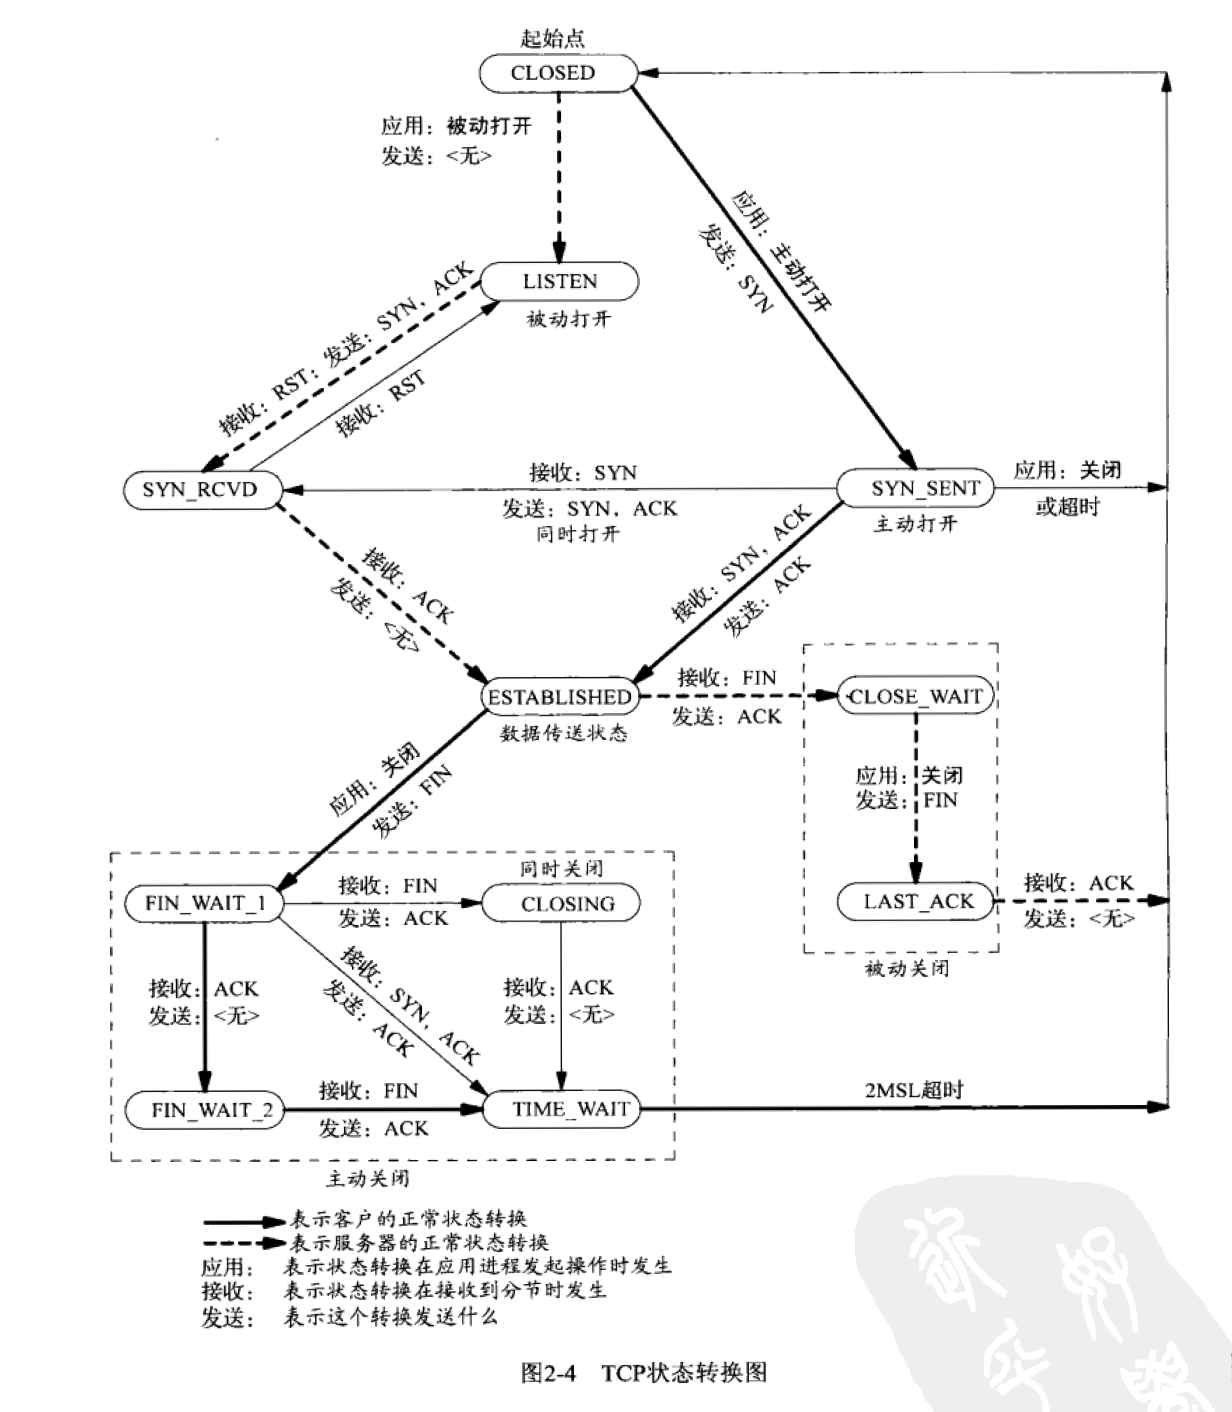 起始点
CLOSED
应用：被动打开
发送：<无>
应用：主动打开
发送：SYN
LISTEN
被动打开
接收：RST；发送：SYN，ACK
接收：RST
SYN_RCVD
接收：SYN
发送：SYN，ACK
同时打开
SYN_SENT
主动打开
应用：关闭
或超时
接收：ACK
发送：<无>
接收：SYN，ACK
发送：ACK
ESTABLISHED
数据传送状态
接收：FIN
发送：ACK
CLOSE_WAIT
应用：关闭
发送：FIN
应用：关闭
发送：FIN
LAST_ACK
接收：ACK
发送：<无>
被动关闭
同时关闭
FIN_WAIT_1
接收：FIN
发送：ACK
CLOSING
接收：ACK
发送：<无>
接收：SYN，ACK
发送：ACK
接收：ACK
发送：<无>
FIN_WAIT_2
接收：FIN
发送：ACK
TIME_WAIT
2MSL超时
主动关闭
表示客户的正常状态转换
表示服务器的正常状态转换
应用： 表示状态转换在应用进程发起操作时发生
接收： 表示状态转换在接收到分节时发生
发送： 表示这个转换发送什么
图2-4 TCP状态转换图